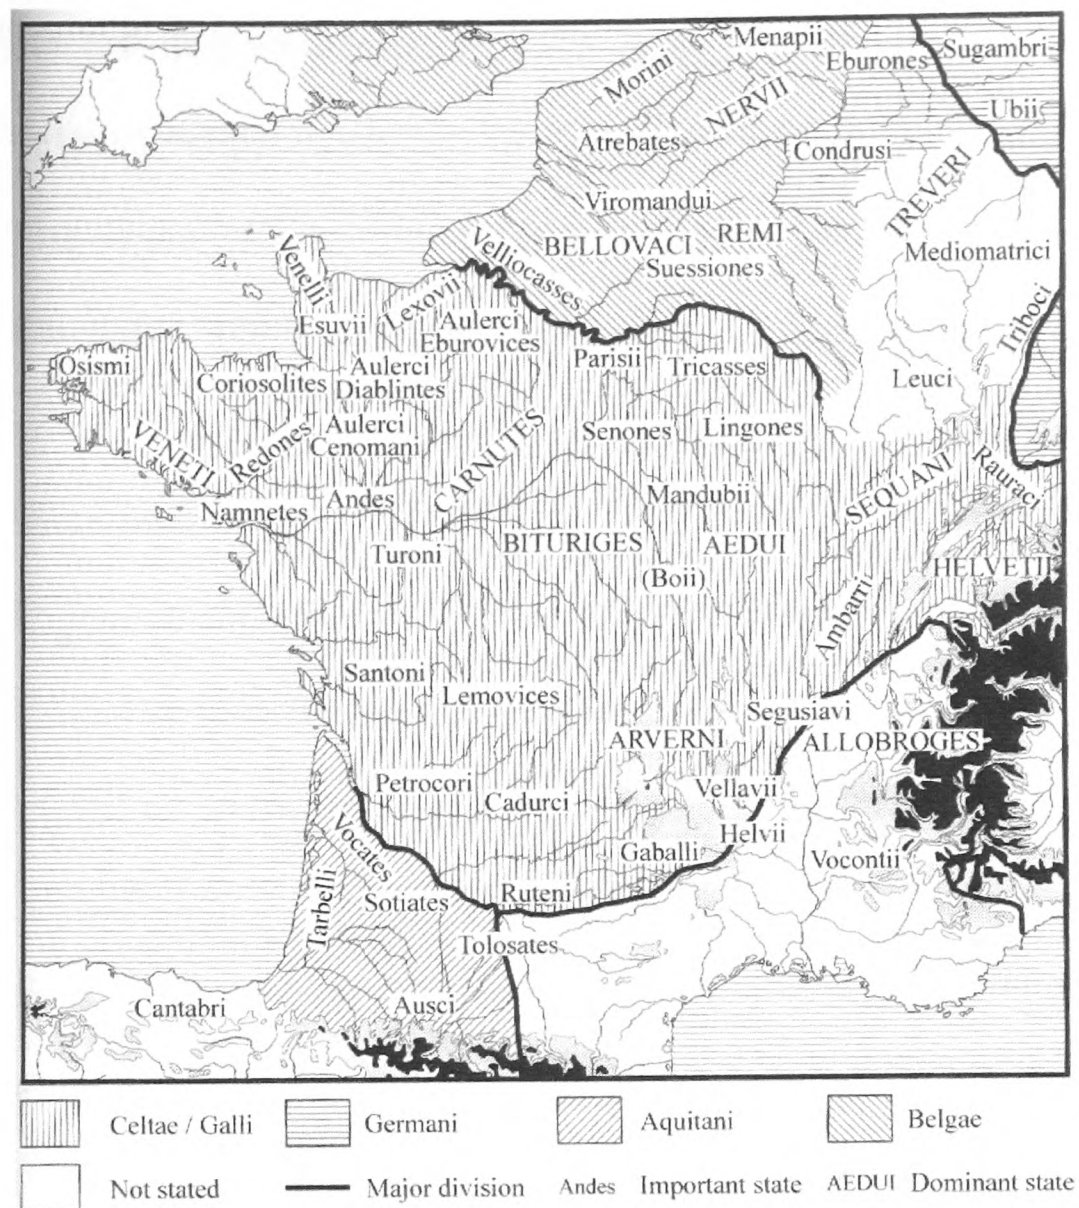 Menapii
Eburones
Sugambri
Morini
NERVII
Ubii
Atrebates
Condrusi
TREVERI
Viromandui
BELLOVACI
REMI
Mediomatrici
Venelli
Velliocasses
Suessiones
Lexovii
Esuvii
Aulerci
Eburovices
Triboci
Osismi
Coriosolites
Aulerci
Diablintes
Parisii
Tricasses
Leuci
VENETI
Redones
Aulerci
Cenomani
CARNUTES
Senones
Lingones
SEQUANI
Rauraci
Namnetes
Andes
Mandubii
Turoni
BITURIGES
AEDUI
(Boii)
HELVETII
Ambarri
Santoni
Lemovices
Segusiavi
ARVERNI
ALLOBROGES
Petrocori
Cadurci
Vellavii
Vocates
Helvii
Gaballi
Vocontii
Tarbelli
Sotiates
Ruteni
Tolosates
Cantabri
Ausci
Celtae / Galli
Germani
Aquitani
Belgae
Not stated
Major division
Andes Important state
AEDUI Dominant state